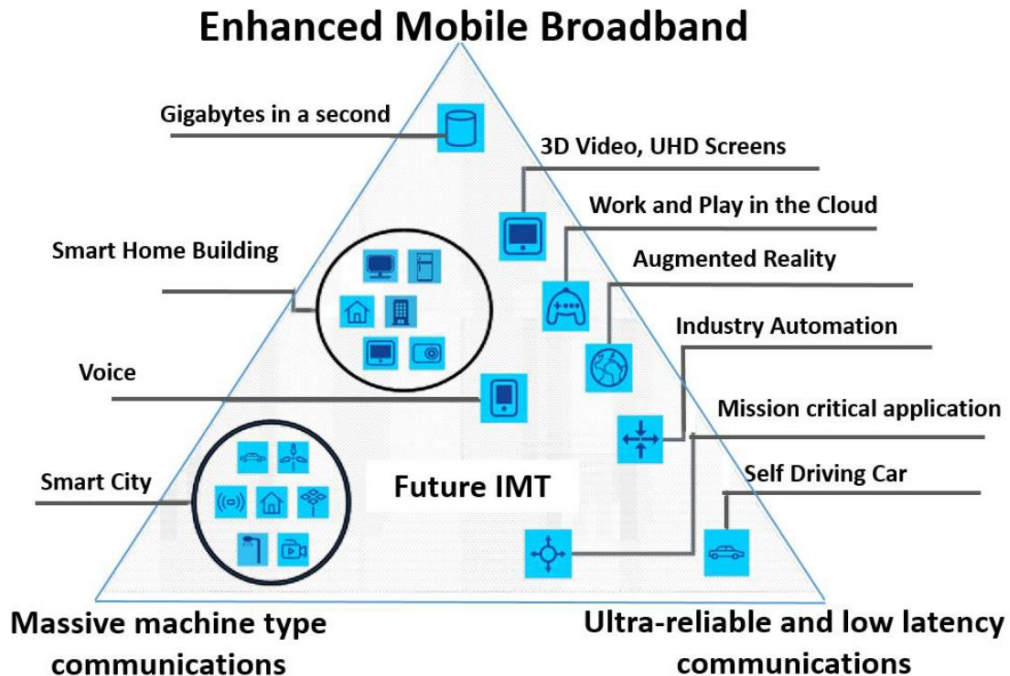 Enhanced Mobile Broadband
Gigabytes in a second
3D Video, UHD Screens
Work and Play in the Cloud
Smart Home Building
Augmented Reality
Industry Automation
Voice
Mission critical application
Smart City
Future IMT
Self Driving Car
Massive machine type
communications
Ultra-reliable and low latency
communications